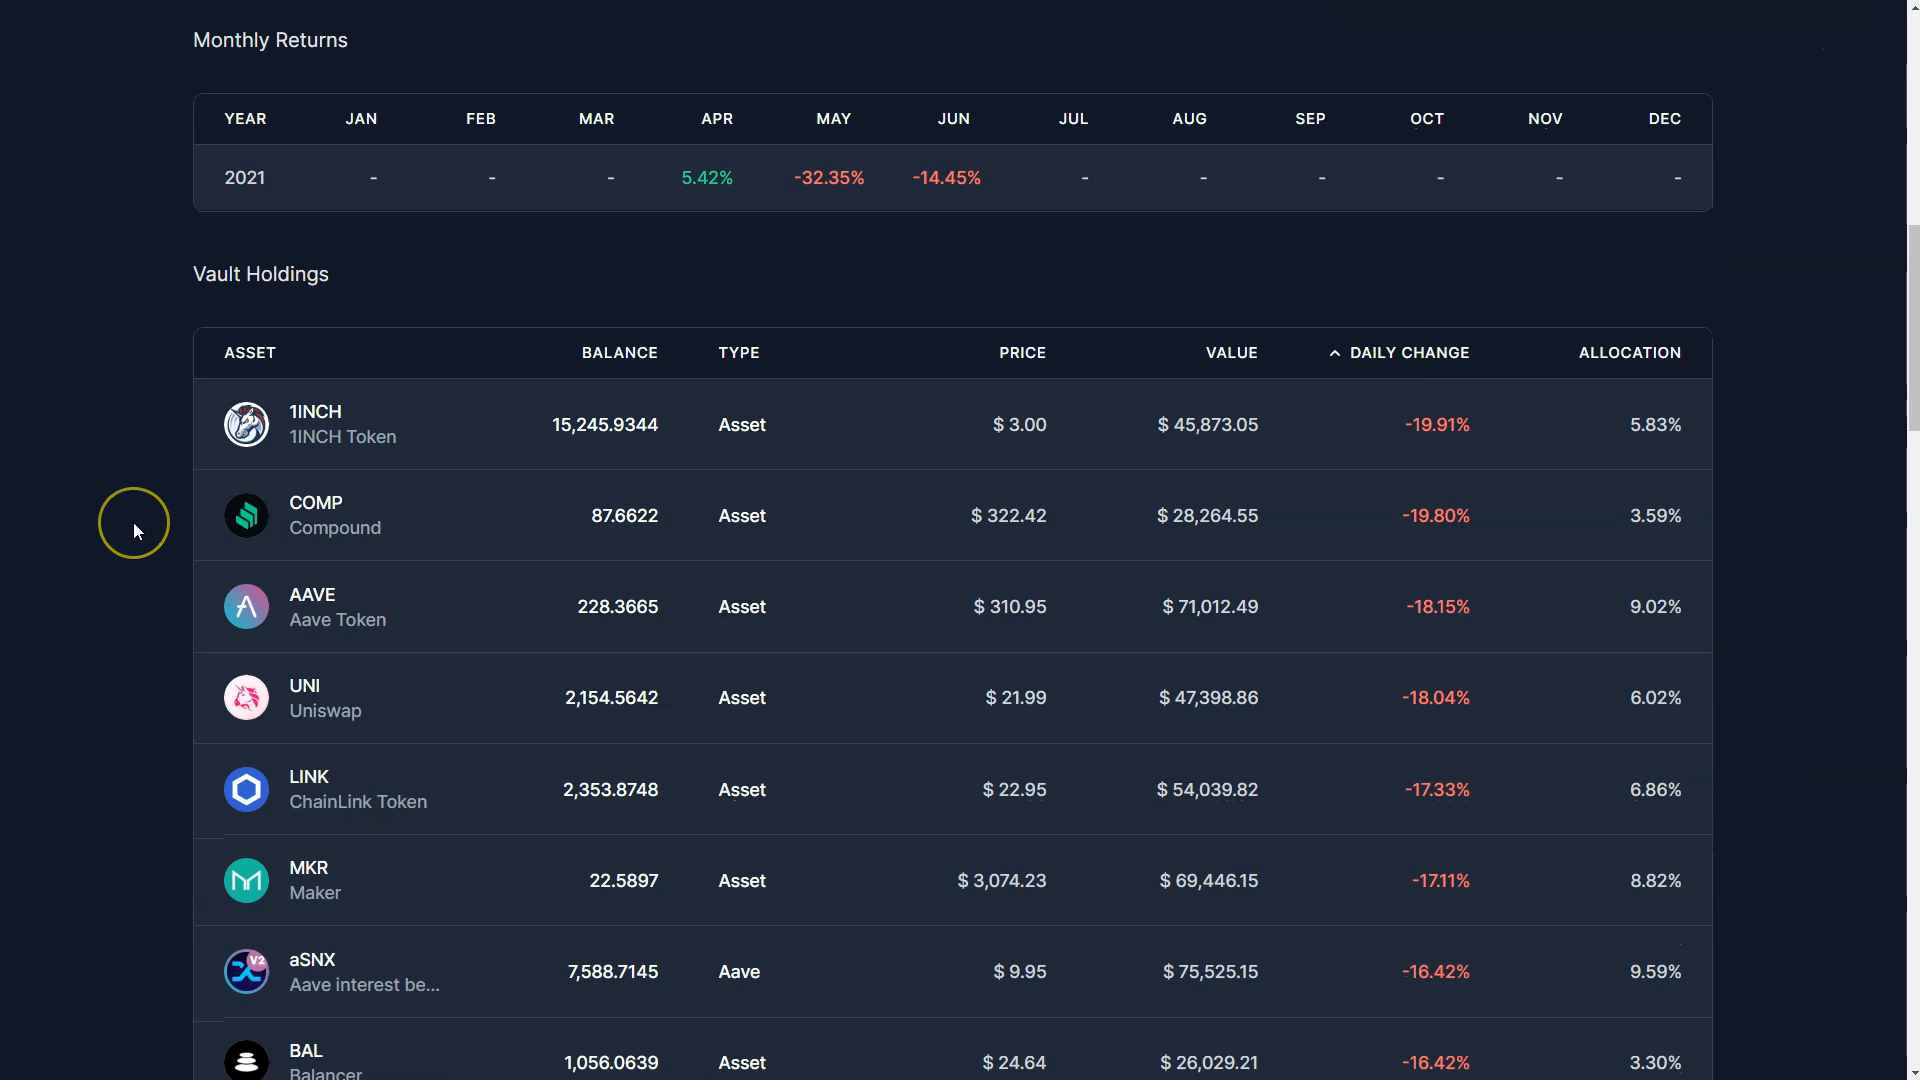 Monthly Returns
YEAR JAN FEB MAR APR MAY JUN JUL AUG SEP OCT NOV DEC
2021 - - - 5.42% -32.35% -14.45% - - - - - -
Vault Holdings
ASSET BALANCE TYPE PRICE VALUE DAILY CHANGE ALLOCATION
1INCH
1INCH Token
15,245.9344 Asset $ 3.00 $ 45,873.05 -19.91% 5.83%
COMP
Compound
87.6622 Asset $ 322.42 $ 28,264.55 -19.80% 3.59%
AAVE
Aave Token
228.3665 Asset $ 310.95 $ 71,012.49 -18.15% 9.02%
UNI
Uniswap
2,154.5642 Asset $ 21.99 $ 47,398.86 -18.04% 6.02%
LINK
ChainLink Token
2,353.8748 Asset $ 22.95 $ 54,039.82 -17.33% 6.86%
MKR
Maker
22.5897 Asset $ 3,074.23 $ 69,446.15 -17.11% 8.82%
V2
aSNX
Aave interest be...
7,588.7145 Aave $ 9.95 $ 75,525.15 -16.42% 9.59%
BAL
Balancer
1,056.0639 Asset $ 24.64 $ 26,029.21 -16.42% 3.30%